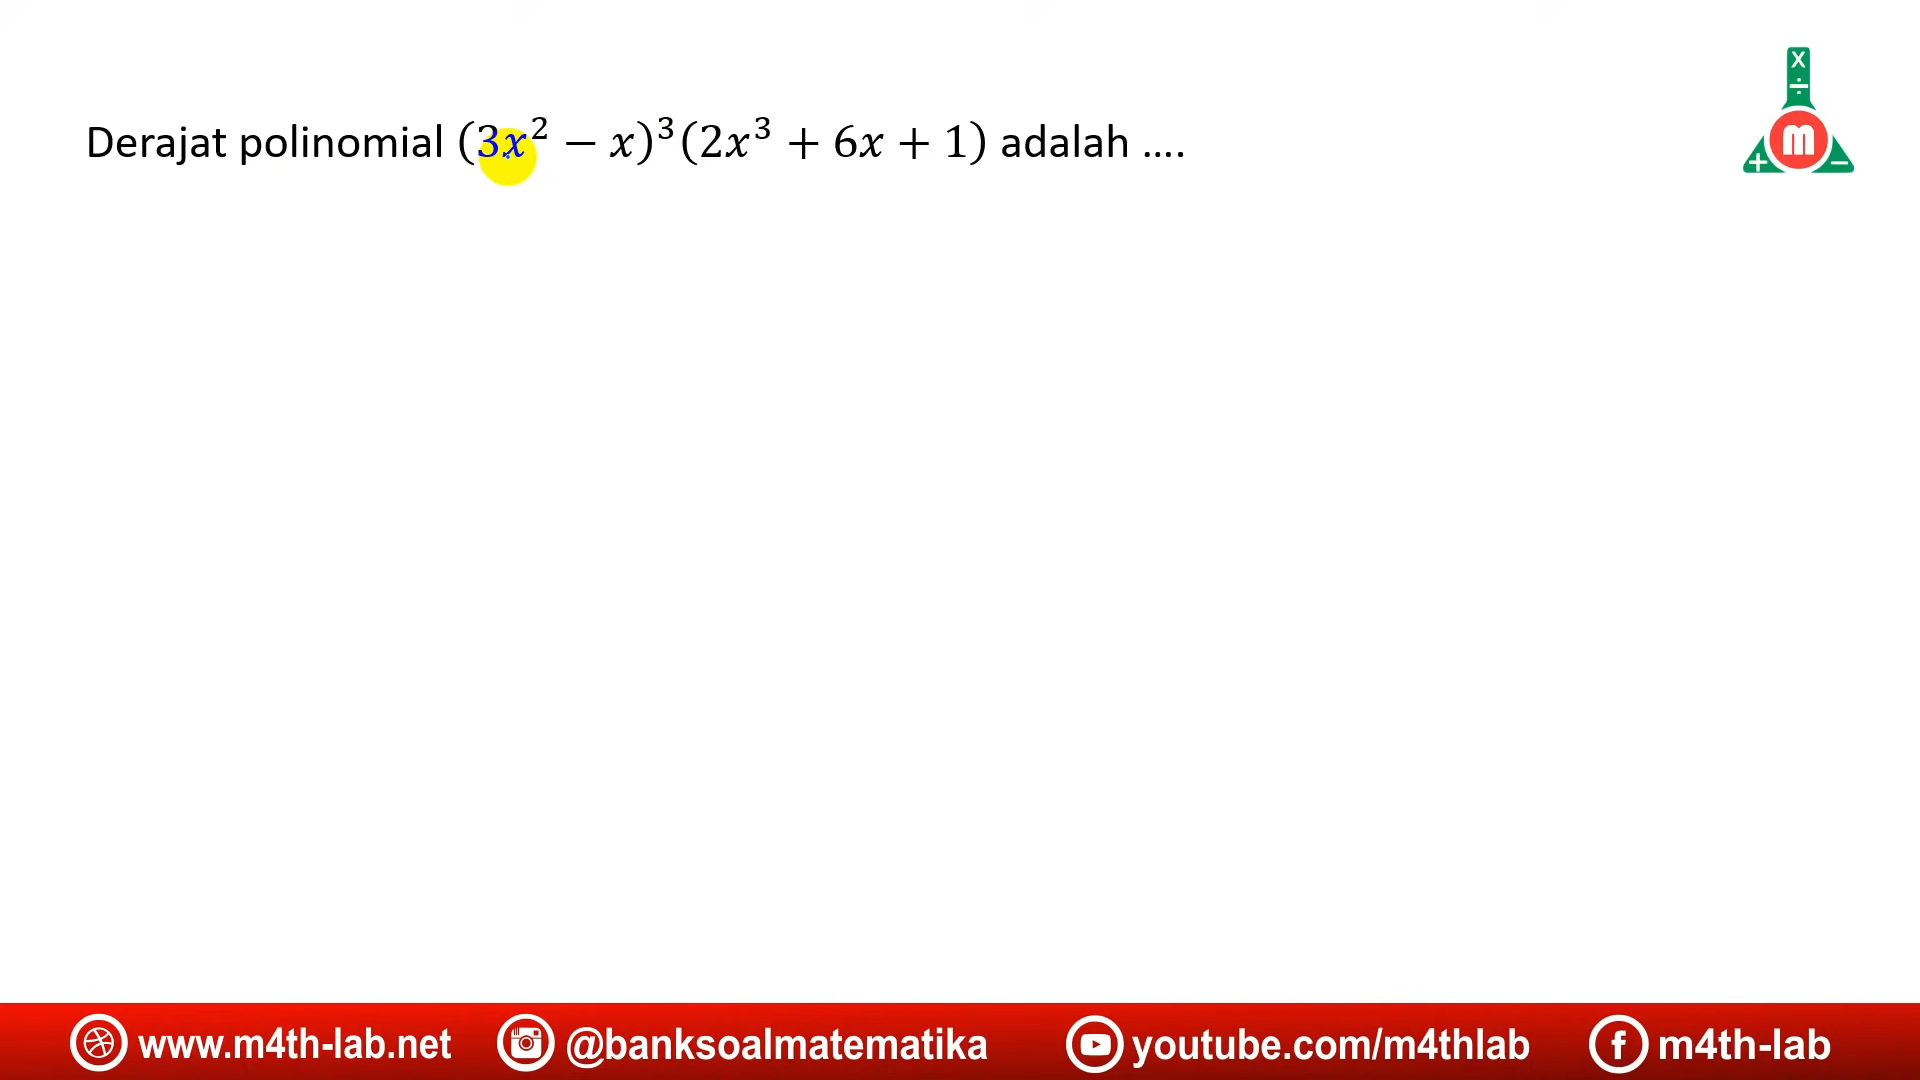 Derajat polinomial (3x² − x)³(2x³ + 6x + 1) adalah ....
x
÷
m
+ −
www.m4th-lab.net @banksoalmatematika youtube.com/m4thlab f m4th-lab